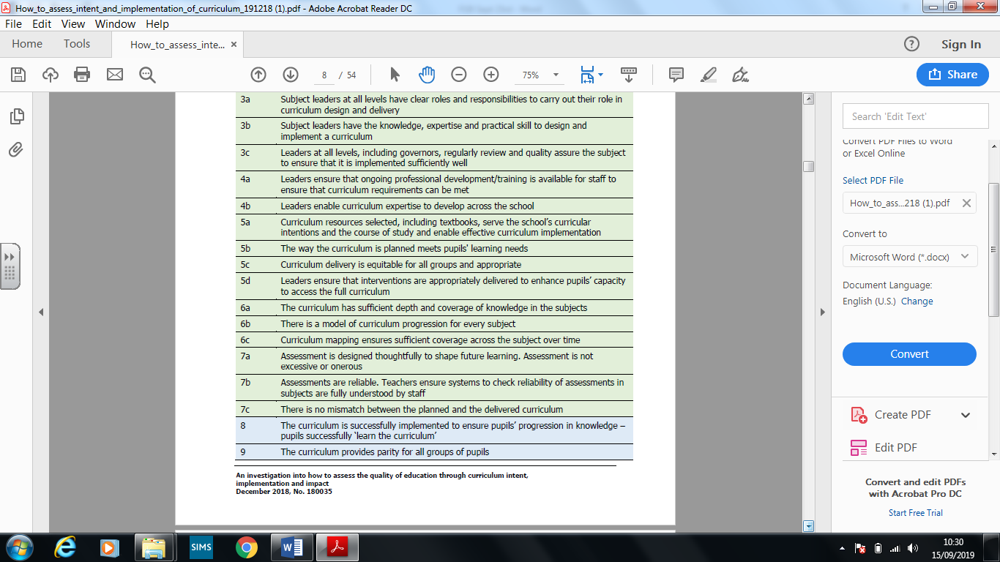 How_to_assess_intent_and_implementation_of_curriculum_191218 (1).pdf - Adobe Acrobat Reader DC
File Edit View Window Help
Home Tools How_to_assess_inte... × ? Sign In
8 / 54 75% Share
3a Subject leaders at all levels have clear roles and responsibilities to carry out their role in
curriculum design and delivery
3b Subject leaders have the knowledge, expertise and practical skill to design and
implement a curriculum
3c Leaders at all levels, including governors, regularly review and quality assure the subject
to ensure that it is implemented sufficiently well
4a Leaders ensure that ongoing professional development/training is available for staff to
ensure that curriculum requirements can be met
4b Leaders enable curriculum expertise to develop across the school
5a Curriculum resources selected, including textbooks, serve the school's curricular
intentions and the course of study and enable effective curriculum implementation
5b The way the curriculum is planned meets pupils' learning needs
5c Curriculum delivery is equitable for all groups and appropriate
5d Leaders ensure that interventions are appropriately delivered to enhance pupils' capacity
to access the full curriculum
6a The curriculum has sufficient depth and coverage of knowledge in the subjects
6b There is a model of curriculum progression for every subject
6c Curriculum mapping ensures sufficient coverage across the subject over time
7a Assessment is designed thoughtfully to shape future learning. Assessment is not
excessive or onerous
7b Assessments are reliable. Teachers ensure systems to check reliability of assessments in
subjects are fully understood by staff
7c There is no mismatch between the planned and the delivered curriculum
8 The curriculum is successfully implemented to ensure pupils' progression in knowledge –
pupils successfully 'learn the curriculum'
9 The curriculum provides parity for all groups of pupils
An investigation into how to assess the quality of education through curriculum intent,
implementation and impact
December 2018, No. 180035
Search 'Edit Text'
Convert PDF Files to Word
or Excel Online
Select PDF File
How_to_ass...218 (1).pdf
Convert to
Microsoft Word (*.docx)
Document Language:
English (U.S.) Change
Convert
Create PDF
Edit PDF
Convert and edit PDFs
with Acrobat Pro DC
Start Free Trial
SIMS
10:30
15/09/2019